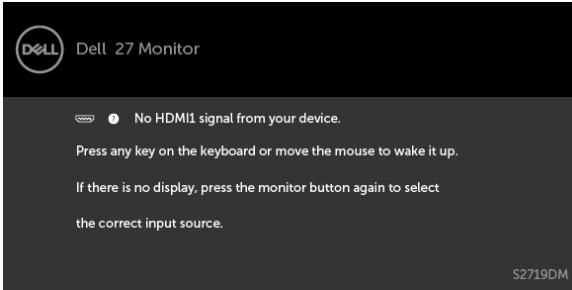 DELL
Dell 27 Monitor
? No HDMI1 signal from your device.
Press any key on the keyboard or move the mouse to wake it up.
If there is no display, press the monitor button again to select
the correct input source.
S2719DM